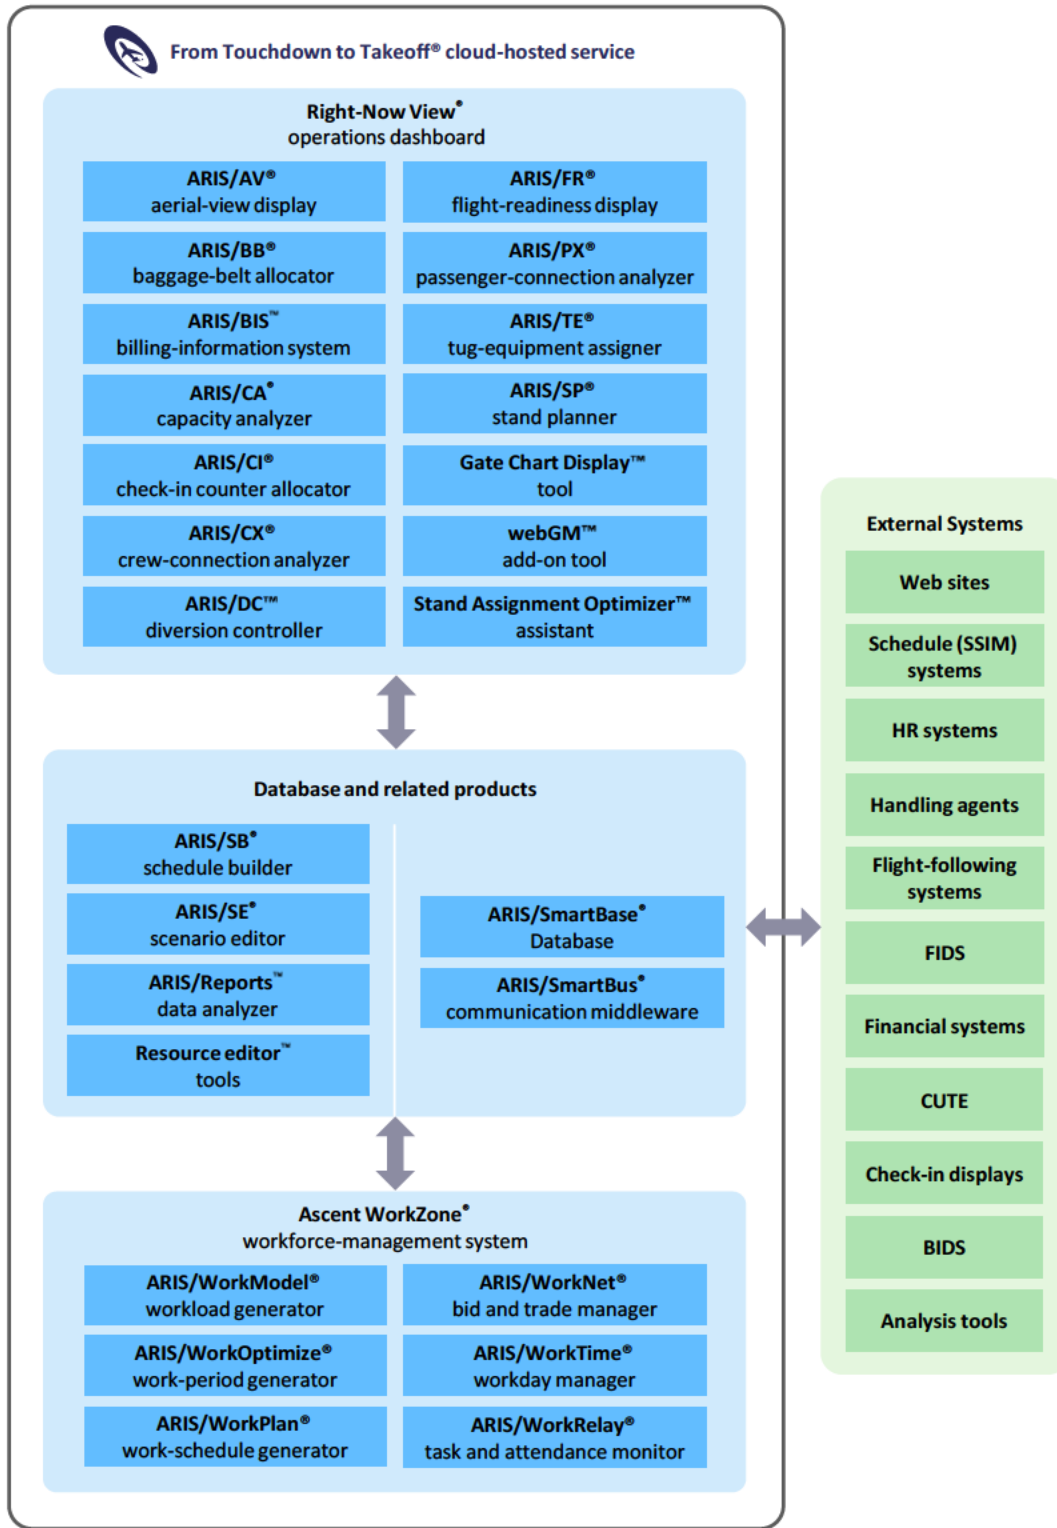 From Touchdown to Takeoff® cloud-hosted service
Right-Now View®
operations dashboard
ARIS/AV®
aerial-view display
ARIS/FR®
flight-readiness display
ARIS/BB®
baggage-belt allocator
ARIS/PX®
passenger-connection analyzer
ARIS/BIS™
billing-information system
ARIS/TE®
tug-equipment assigner
ARIS/CA®
capacity analyzer
ARIS/SP®
stand planner
ARIS/CI®
check-in counter allocator
Gate Chart Display™
tool
ARIS/CX®
crew-connection analyzer
webGM™
add-on tool
ARIS/DC™
diversion controller
Stand Assignment Optimizer™
assistant
Database and related products
ARIS/SB®
schedule builder
ARIS/SE®
scenario editor
ARIS/Reports™
data analyzer
Resource editor™
tools
ARIS/SmartBase®
Database
ARIS/SmartBus®
communication middleware
Ascent WorkZone®
workforce-management system
ARIS/WorkModel®
workload generator
ARIS/WorkNet®
bid and trade manager
ARIS/WorkOptimize®
work-period generator
ARIS/WorkTime®
workday manager
ARIS/WorkPlan®
work-schedule generator
ARIS/WorkRelay®
task and attendance monitor
External Systems
Web sites
Schedule (SSIM)
systems
HR systems
Handling agents
Flight-following
systems
FIDS
Financial systems
CUTE
Check-in displays
BIDS
Analysis tools